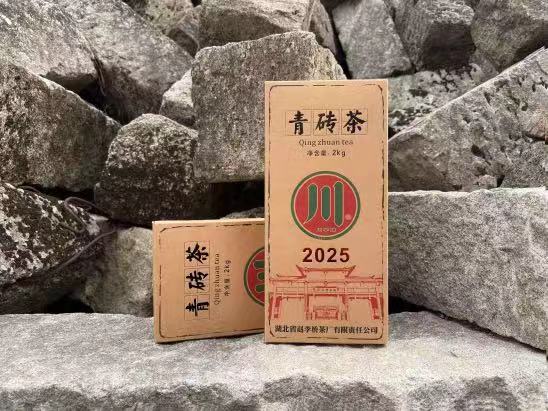 青砖茶
Qing zhuan tea
净含量: 2kg
川
2025
湖北省赵李桥茶厂有限责任公司
青砖茶
Qing zhuan tea
净含量: 2kg